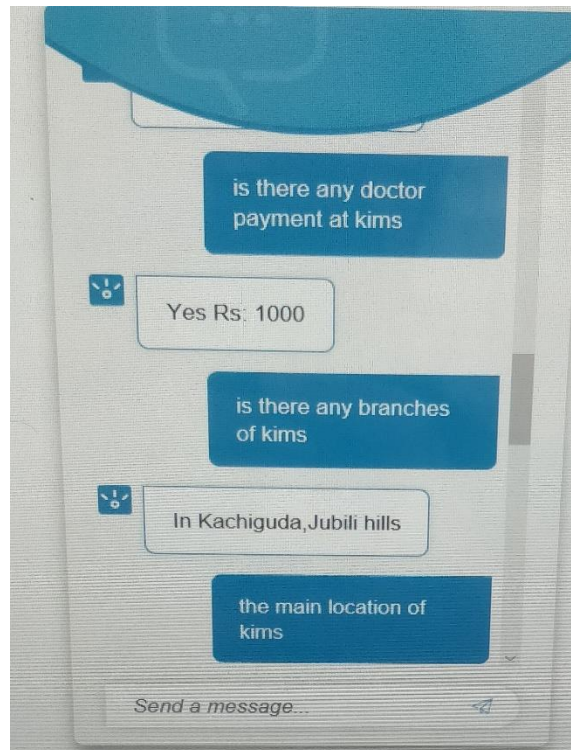 is there any doctor
payment at kims
Yes Rs: 1000
is there any branches
of kims
In Kachiguda,Jubili hills
the main location of
kims
Send a message...